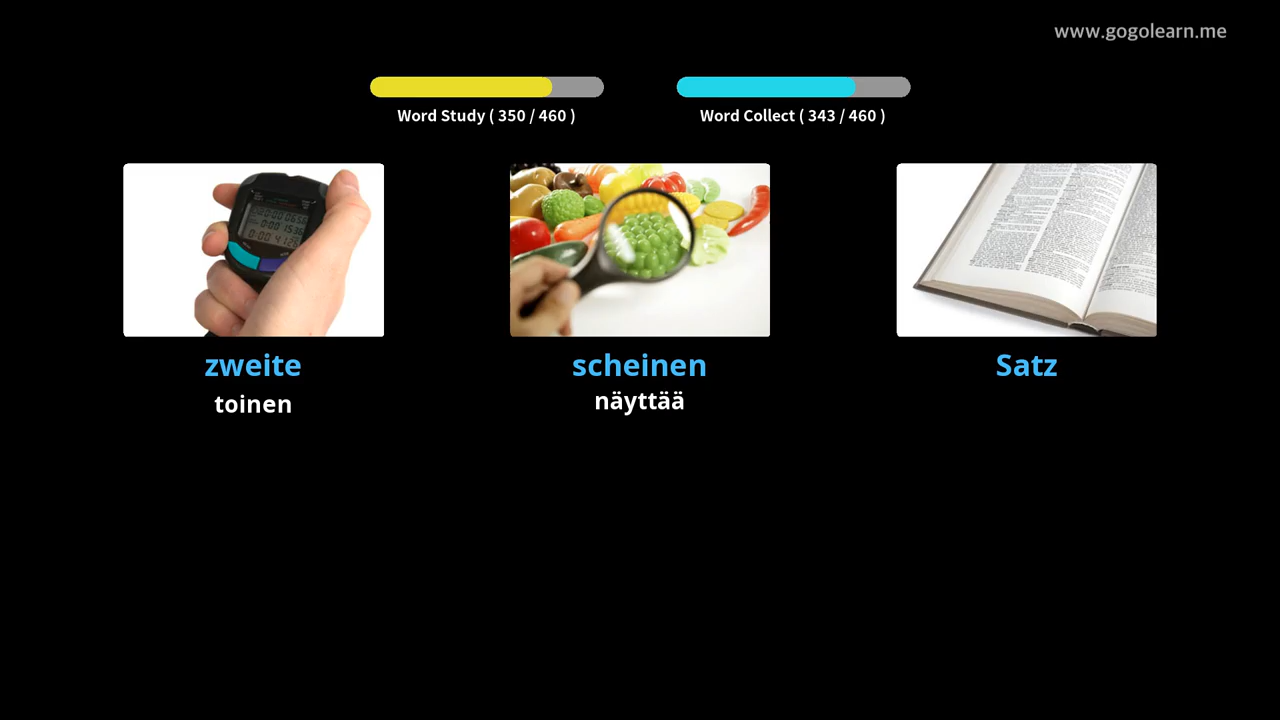 www.gogolearn.me
Word Study ( 350 / 460 )
Word Collect ( 343 / 460 )
zweite
scheinen
Satz
toinen
näyttää